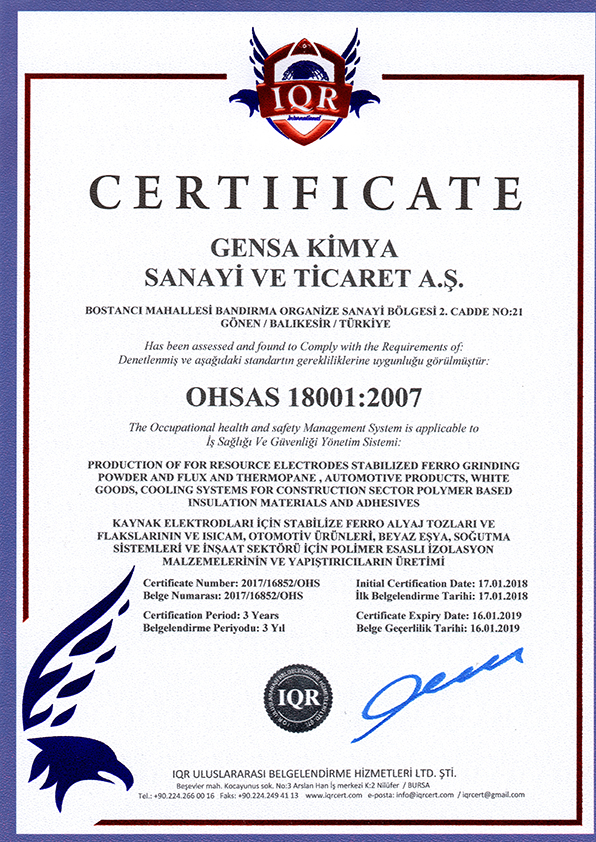 IQR
International
CERTIFICATE
GENSA KİMYA
SANAYİ VE TİCARET A.Ş.
BOSTANCI MAHALLESİ BANDIRMA ORGANİZE SANAYİ BÖLGESİ 2. CADDE NO:21
GÖNEN / BALIKESİR / TÜRKİYE
Has been assessed and found to Comply with the Requirements of:
Denetlenmiş ve aşağıdaki standartın gerekliliklerine uygunluğu görülmüştür:
OHSAS 18001:2007
The Occupational health and safety Management System is applicable to
İş Sağlığı Ve Güvenliği Yönetim Sistemi:
PRODUCTION OF FOR RESOURCE ELECTRODES STABILIZED FERRO GRINDING
POWDER AND FLUX AND THERMOPANE , AUTOMOTIVE PRODUCTS, WHITE
GOODS, COOLING SYSTEMS FOR CONSTRUCTION SECTOR POLYMER BASED
INSULATION MATERIALS AND ADHESIVES
KAYNAK ELEKTRODLARI İÇİN STABİLİZE FERRO ALYAJ TOZLARI VE
FLAKSLARININ VE ISICAM, OTOMOTİV ÜRÜNLERİ, BEYAZ EŞYA, SOĞUTMA
SİSTEMLERİ VE İNŞAAT SEKTÖRÜ İÇİN POLİMER ESASLI İZOLASYON
MALZEMELERİNİN VE YAPIŞTIRICILARIN ÜRETİMİ
Certificate Number: 2017/16852/OHS Initial Certification Date: 17.01.2018
Belge Numarası: 2017/16852/OHS İlk Belgelendirme Tarihi: 17.01.2018
Certification Period: 3 Years Certificate Expiry Date: 16.01.2019
Belgelendirme Periyodu: 3 Yıl Belge Geçerlilik Tarihi: 16.01.2019
IQR
IQR ULUSLARARASI BELGELENDİRME HİZMETLERİ LTD. ŞTİ.
Beşevler mah. Kocayunus sok. No:3 Arslan Han İş merkezi K:2 Nilüfer / BURSA
Tel.: +90.224.266 00 16 Faks: +90.224.249 41 13 www.iqrcert.com e-posta: info@iqrcert.com / iqrcert@gmail.com